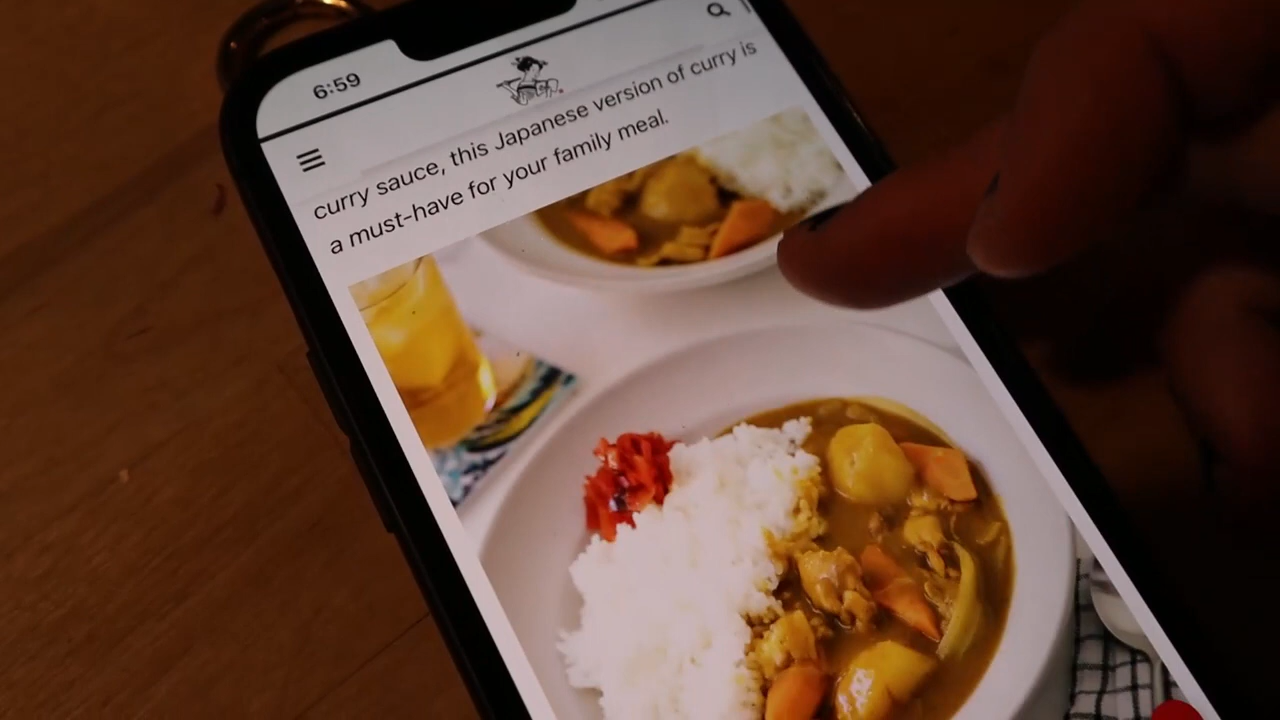 6:59
curry sauce, this Japanese version of curry is
a must-have for your family meal.